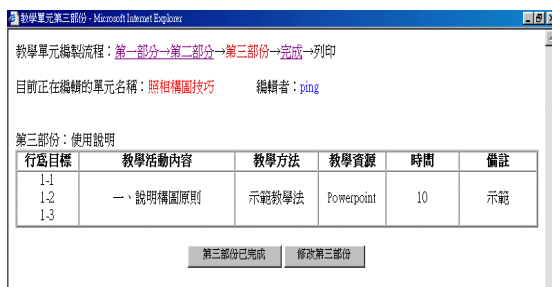 教學單元第三部份 - Microsoft Internet Explorer
教學單元編製流程：第一部分→第二部分→第三部份→完成→列印
目前正在編輯的單元名稱：照相構圖技巧 編輯者：ping
第三部份：使用說明
行為目標 教學活動內容 教學方法 教學資源 時間 備註
1-1
1-2 一、說明構圖原則 示範教學法 Powerpoint 10 示範
1-3
第三部份已完成 修改第三部份